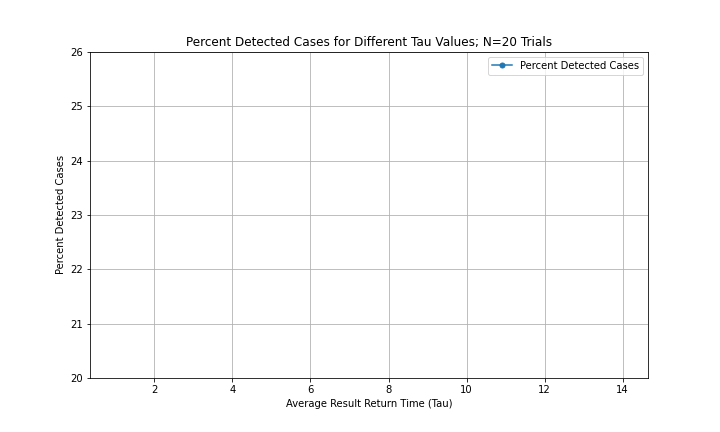 Percent Detected Cases for Different Tau Values; N=20 Trials
Percent Detected Cases
26
25
24
23
22
21
20
Percent Detected Cases
2 4 6 8 10 12 14
Average Result Return Time (Tau)